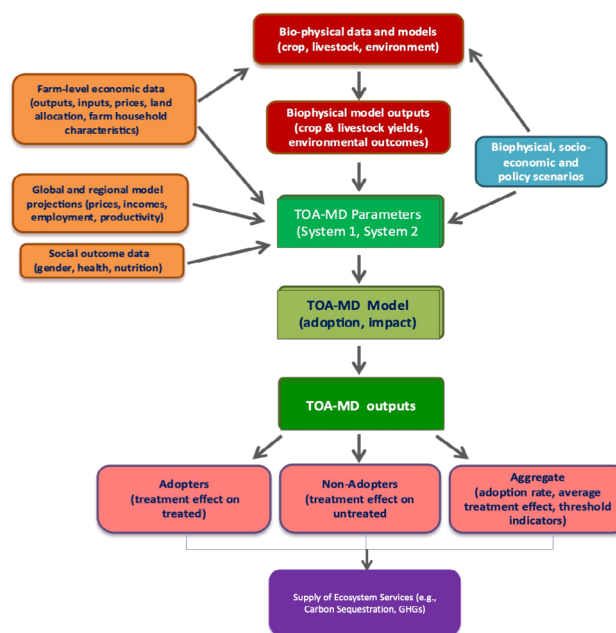 Bio-physical data and models
(crop, livestock, environment)
Farm-level economic data
(outputs, inputs, prices, land
allocation, farm household
characteristics)
Biophysical model outputs
(crop & livestock yields,
environmental outcomes)
Biophysical, socio-
economic and
policy scenarios
Global and regional model
projections (prices, incomes,
employment, productivity)
TOA-MD Parameters
(System 1, System 2
Social outcome data
(gender, health, nutrition)
TOA-MD Model
(adoption, impact)
TOA-MD outputs
Adopters
(treatment effect on
treated)
Non-Adopters
(treatment effect on
untreated
Aggregate
(adoption rate, average
treatment effect, threshold
indicators)
Supply of Ecosystem Services (e.g.,
Carbon Sequestration, GHGs)